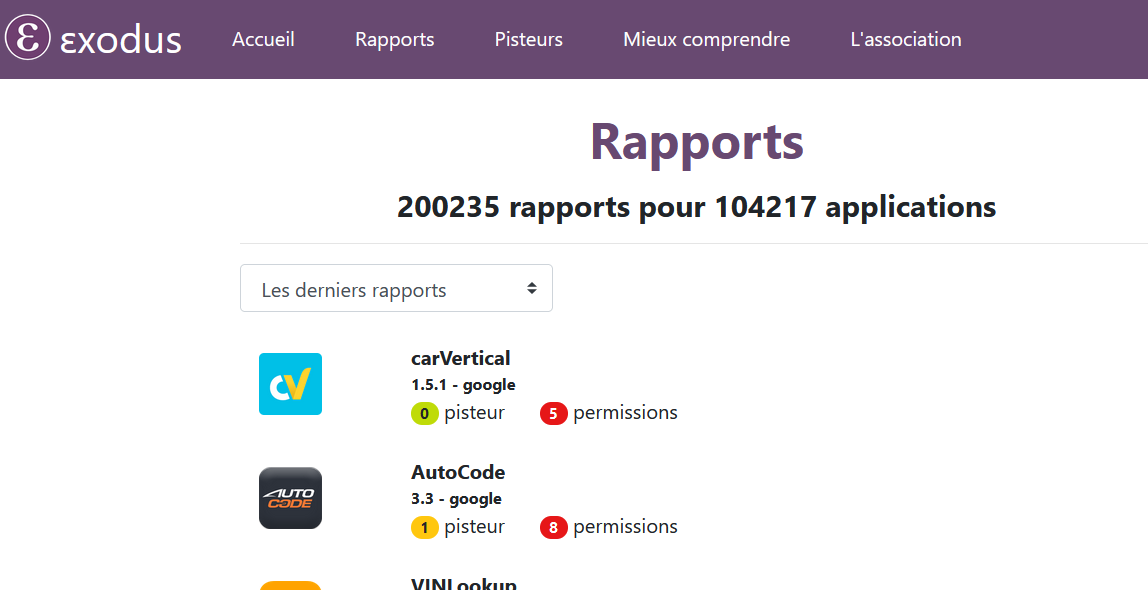 ε εxodus Accueil Rapports Pisteurs Mieux comprendre L'association
Rapports
200235 rapports pour 104217 applications
Les derniers rapports
cV
carVertical
1.5.1 - google
0 pisteur 5 permissions
AUTO
CODE
AutoCode
3.3 - google
1 pisteur 8 permissions
VINLookup